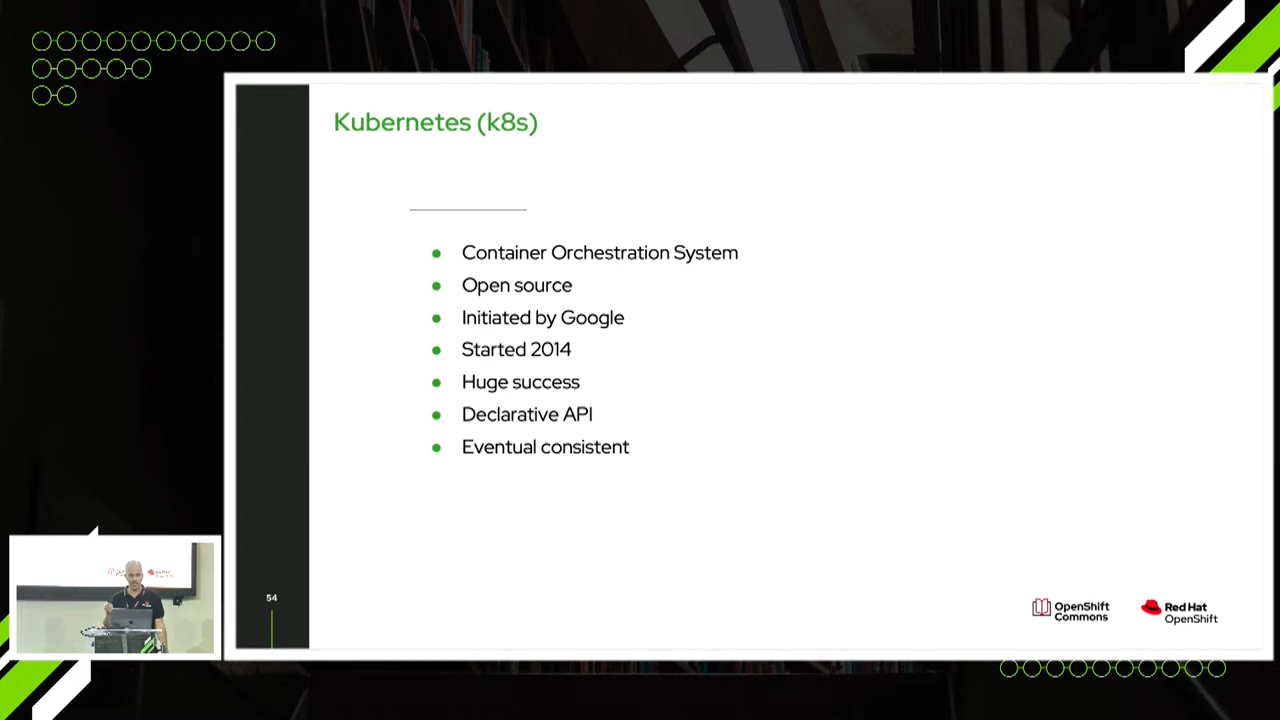 Kubernetes (k8s)
Container Orchestration System
Open source
Initiated by Google
Started 2014
Huge success
Declarative API
Eventual consistent
54
OpenShift
Commons
Red Hat
OpenShift